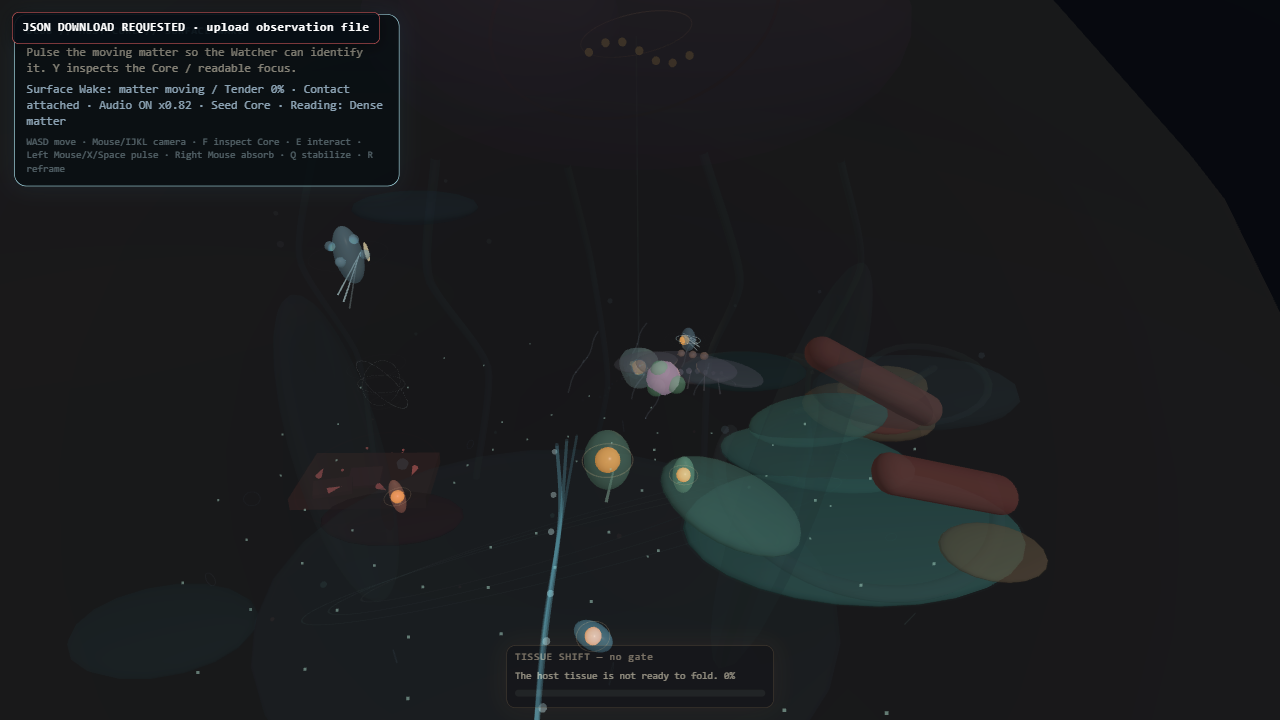 JSON DOWNLOAD REQUESTED · upload observation file
Pulse the moving matter so the Watcher can identify
it. Y inspects the Core / readable focus.
Surface Wake: matter moving / Tender 0% · Contact
attached · Audio ON x0.82 · Seed Core · Reading: Dense
matter
WASD move · Mouse/IJKL camera · F inspect Core · E interact ·
Left Mouse/X/Space pulse · Right Mouse absorb · Q stabilize · R
reframe
TISSUE SHIFT — no gate
The host tissue is not ready to fold. 0%